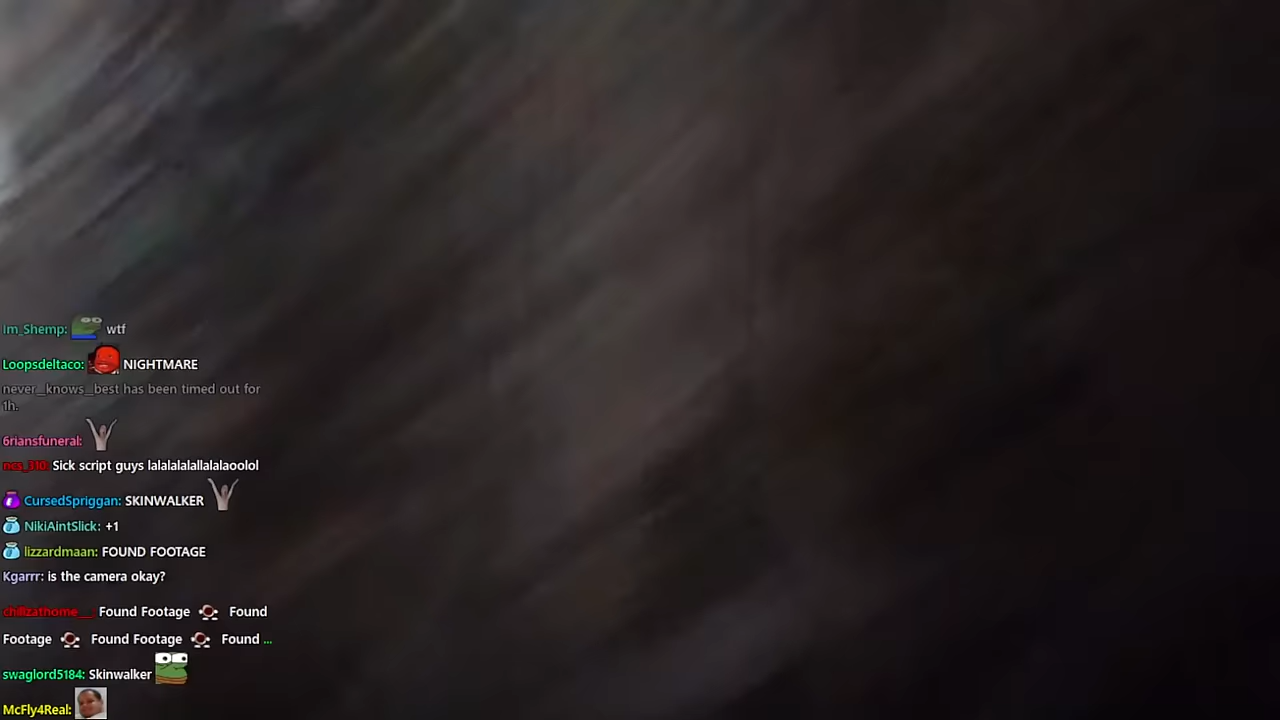 Im_Shemp: wtf
Loopsdeltaco: NIGHTMARE
never_knows_best has been timed out for
1h.
6riansfuneral:
ncs_310: Sick script guys lalalalalallalalaoolol
CursedSpriggan: SKINWALKER
NikiAintSlick: +1
lizzardmaan: FOUND FOOTAGE
Kgarrr: is the camera okay?
chillzathome__: Found Footage Found
Footage Found Footage Found ...
swaglord5184: Skinwalker
McFly4Real: